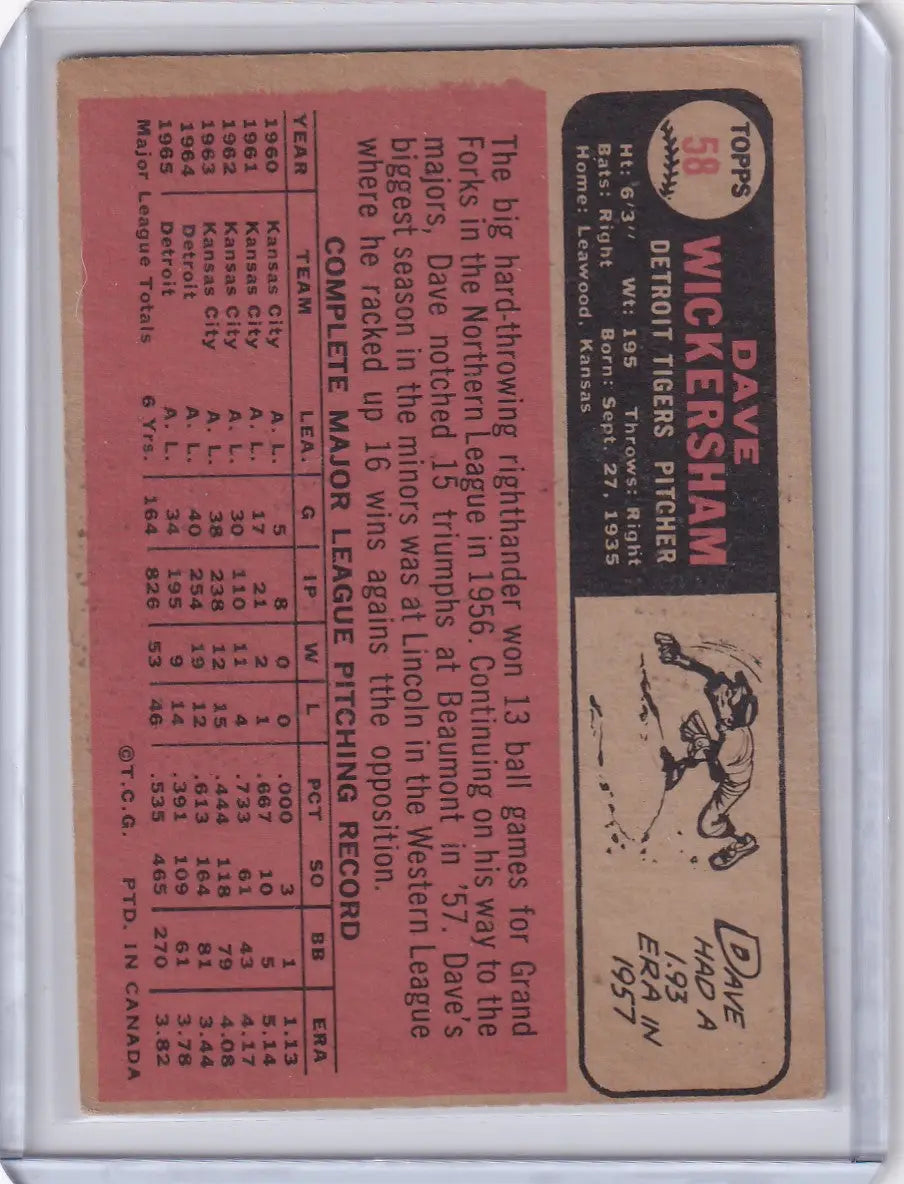 TOPPS
58
DAVE
WICKERSHAM
DETROIT TIGERS PITCHER
Ht: 6'3" Wt: 195 Throws: Right
Bats: Right Born: Sept. 27, 1935
Home: Leawood, Kansas
DAVE
HAD A
1.93
ERA IN
1957
The big hard-throwing righthander won 13 ball games for Grand
Forks in the Northern League in 1956. Continuing on his way to the
majors, Dave notched 15 triumphs at Beaumont in '57. Dave's
biggest season in the minors was at Lincoln in the Western League
where he racked up 16 wins agains tthe opposition.
COMPLETE MAJOR LEAGUE PITCHING RECORD
YEAR TEAM LEA. G IP W L PCT SO BB ERA
1960 Kansas City A. L. 5 8 0 0 .000 3 1 1.13
1961 Kansas City A. L. 17 21 2 1 .667 10 5 5.14
1962 Kansas City A. L. 30 110 11 4 .733 61 43 4.17
1963 Kansas City A. L. 38 238 12 15 .444 118 79 4.08
1964 Detroit A. L. 40 254 19 12 .613 164 81 3.44
1965 Detroit A. L. 34 195 9 14 .391 109 61 3.78
Major League Totals 6 Yrs. 164 826 53 46 .535 465 270 3.82
©T.C.G. PTD. IN CANADA